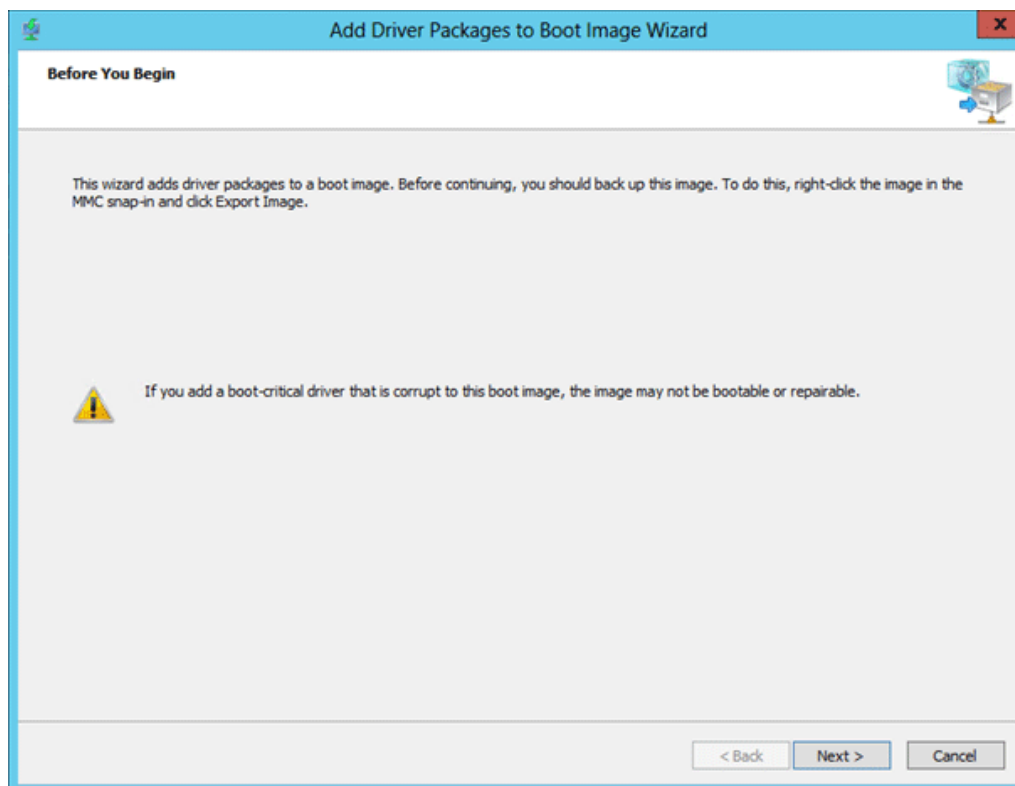 Add Driver Packages to Boot Image Wizard
x
Before You Begin
This wizard adds driver packages to a boot image. Before continuing, you should back up this image. To do this, right-click the image in the
MMC snap-in and click Export Image.
If you add a boot-critical driver that is corrupt to this boot image, the image may not be bootable or repairable.
< Back Next > Cancel